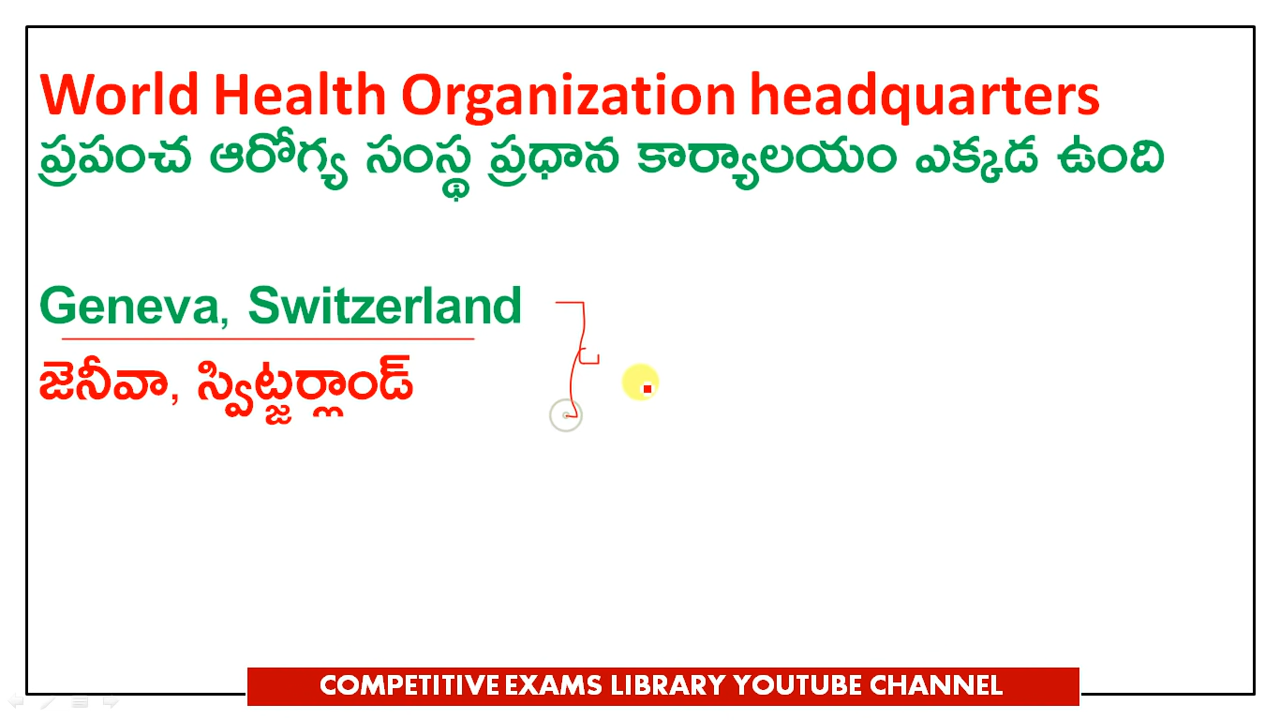 World Health Organization headquarters
ప్రపంచ ఆరోగ్య సంస్థ ప్రధాన కార్యాలయం ఎక్కడ ఉంది
Geneva, Switzerland
జెనీవా, స్విట్జర్లాండ్
COMPETITIVE EXAMS LIBRARY YOUTUBE CHANNEL